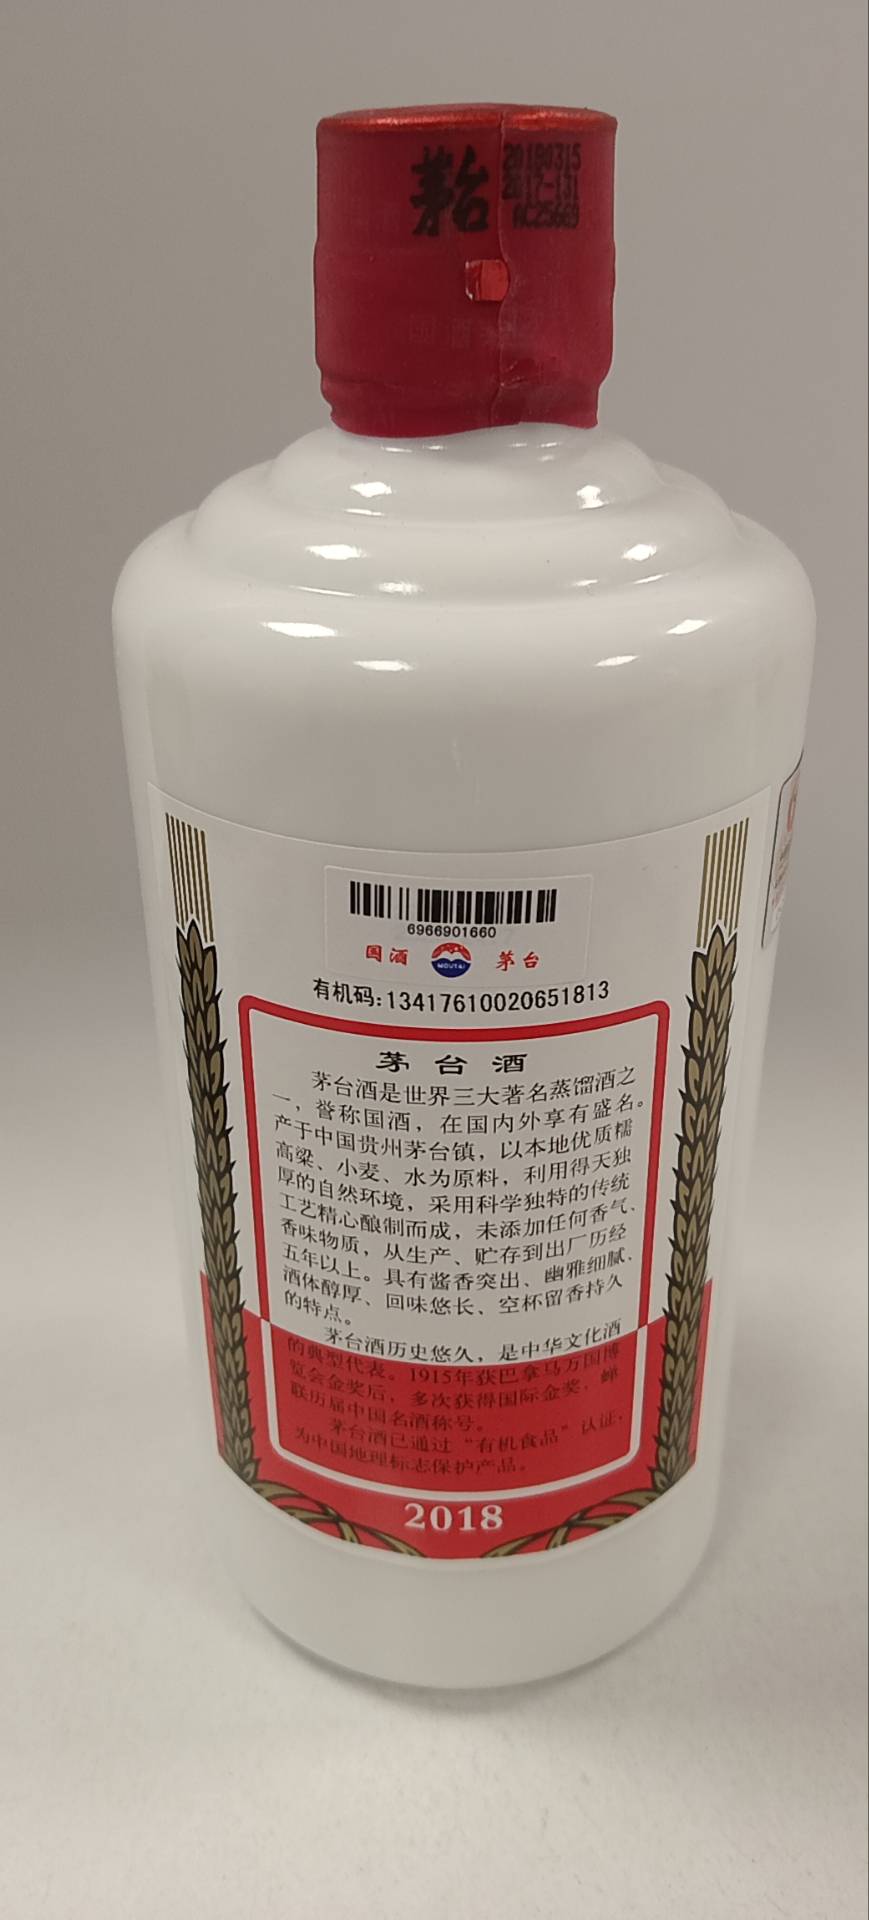 茅台
20180315
2017-131
AC25669
6966901660
国酒
MOUTAI
茅台
有机码:13417610020651813
茅台酒
茅台酒是世界三大著名蒸馏酒之
一，誉称国酒，在国内外享有盛名。
产于中国贵州茅台镇，以本地优质糯
高粱、小麦、水为原料，利用得天独
厚的自然环境，采用科学独特的传统
工艺精心酿制而成，未添加任何香气、
香味物质，从生产、贮存到出厂历经
五年以上。具有酱香突出、幽雅细腻、
酒体醇厚、回味悠长、空杯留香持久
的特点。
茅台酒历史悠久，是中华文化酒
的典型代表。1915年获巴拿马万国博
览会金奖后，多次获得国际金奖，蝉
联历届中国名酒称号。
茅台酒已通过“有机食品”认证，
为中国地理标志保护产品。
2018